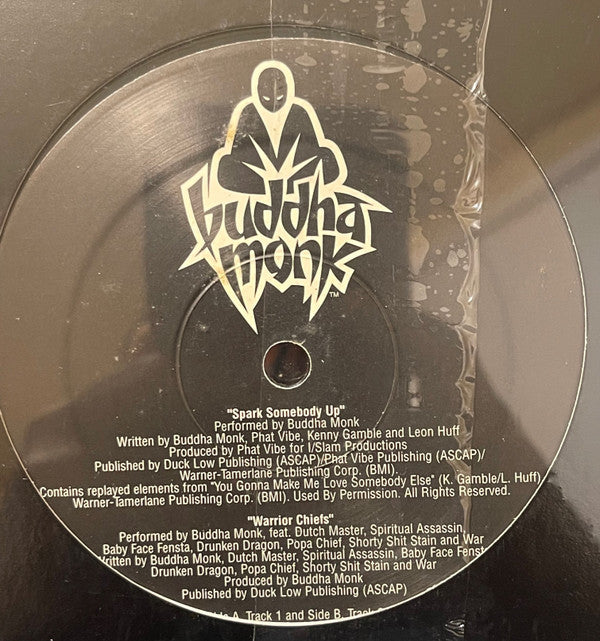 buddha
monk
TM
"Spark Somebody Up"
Performed by Buddha Monk
Written by Buddha Monk, Phat Vibe, Kenny Gamble and Leon Huff
Produced by Phat Vibe for I/Slam Productions
Published by Duck Low Publishing (ASCAP)/Phat Vibe Publishing (ASCAP)/
Warner-Tamerlane Publishing Corp. (BMI).
Contains replayed elements from "You Gonna Make Me Love Somebody Else" (K. Gamble/L. Huff)
Warner-Tamerlane Publishing Corp. (BMI). Used By Permission. All Rights Reserved.
"Warrior Chiefs"
Performed by Buddha Monk, feat. Dutch Master, Spiritual Assassin,
Baby Face Fensta, Drunken Dragon, Popa Chief, Shorty Shit Stain and War
Written by Buddha Monk, Dutch Master, Spiritual Assassin, Baby Face Fenst
Drunken Dragon, Popa Chief, Shorty Shit Stain and War
Produced by Buddha Monk
Published by Duck Low Publishing (ASCAP)
A, Track 1 and Side B, Track